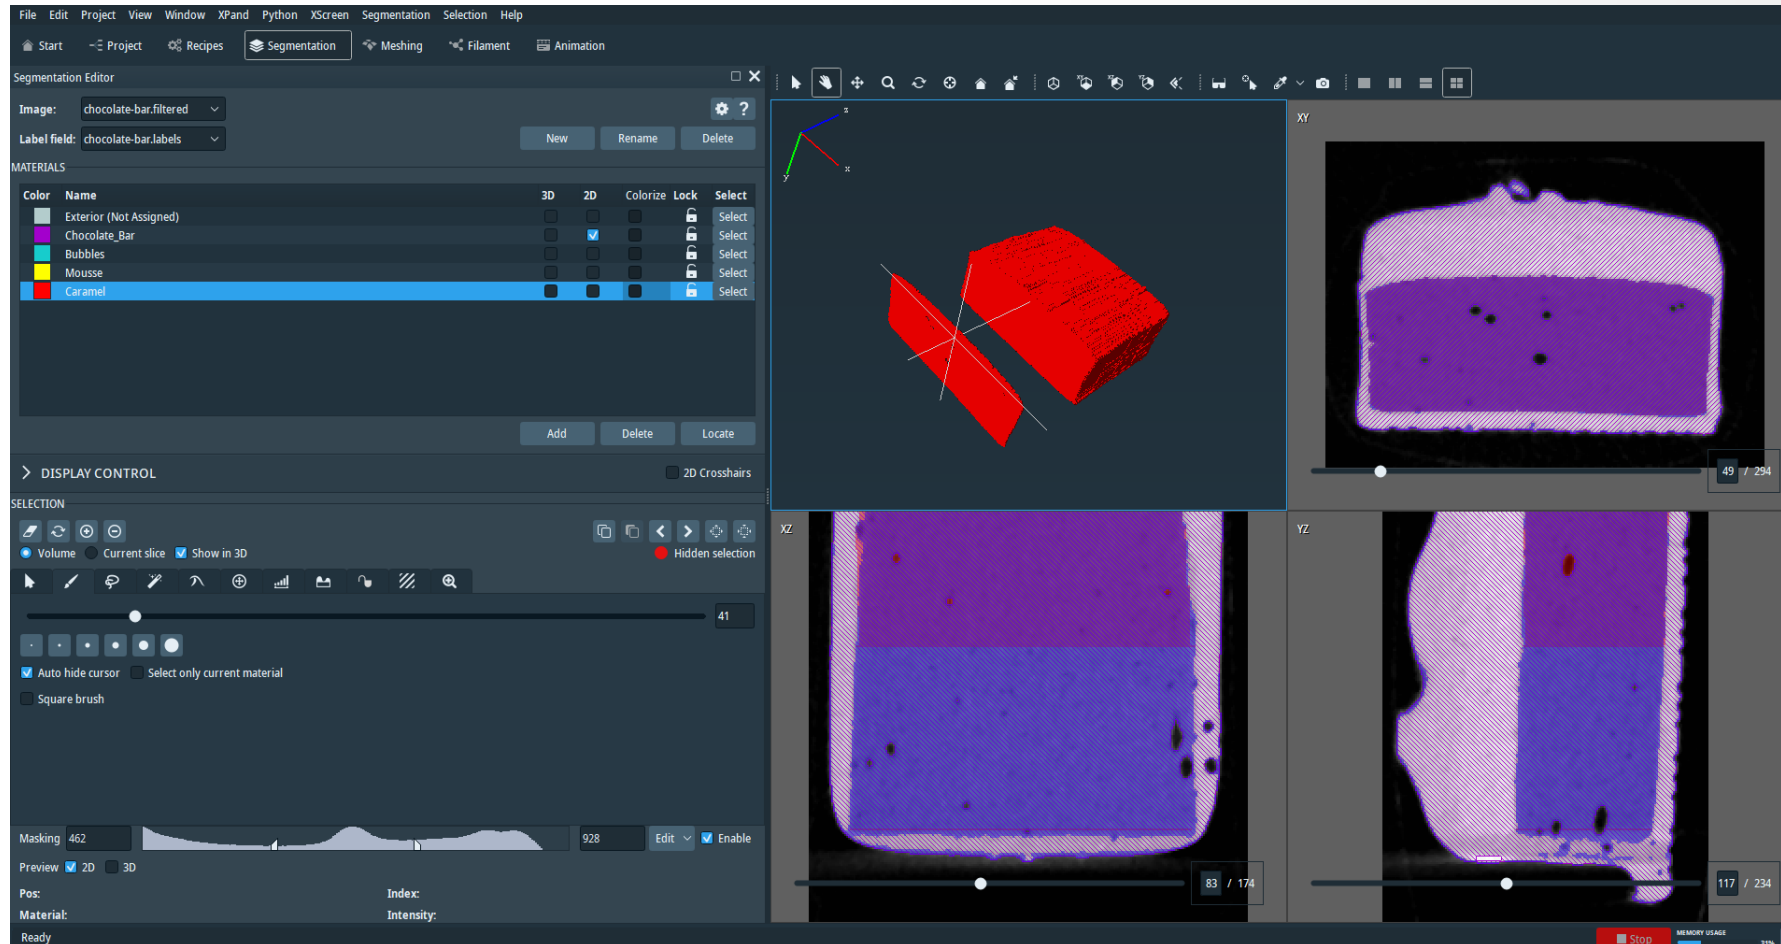 File Edit Project View Window XPand Python XScreen Segmentation Selection Help
Start Project Recipes Segmentation Meshing Filament Animation
Segmentation Editor
Image: chocolate-bar.filtered
Label field: chocolate-bar.labels New Rename Delete
MATERIALS
Color Name 3D 2D Colorize Lock Select
Exterior (Not Assigned) Select
Chocolate_Bar Select
Bubbles Select
Mousse Select
Caramel Select
Add Delete Locate
DISPLAY CONTROL 2D Crosshairs
SELECTION
Volume Current slice Show in 3D Hidden selection
41
Auto hide cursor Select only current material
Square brush
Masking 462 928 Edit Enable
Preview 2D 3D
Pos: Index:
Material: Intensity:
Ready
z
x
y
XY
49 / 294
XZ
83 / 174
YZ
117 / 234
Stop MEMORY USAGE